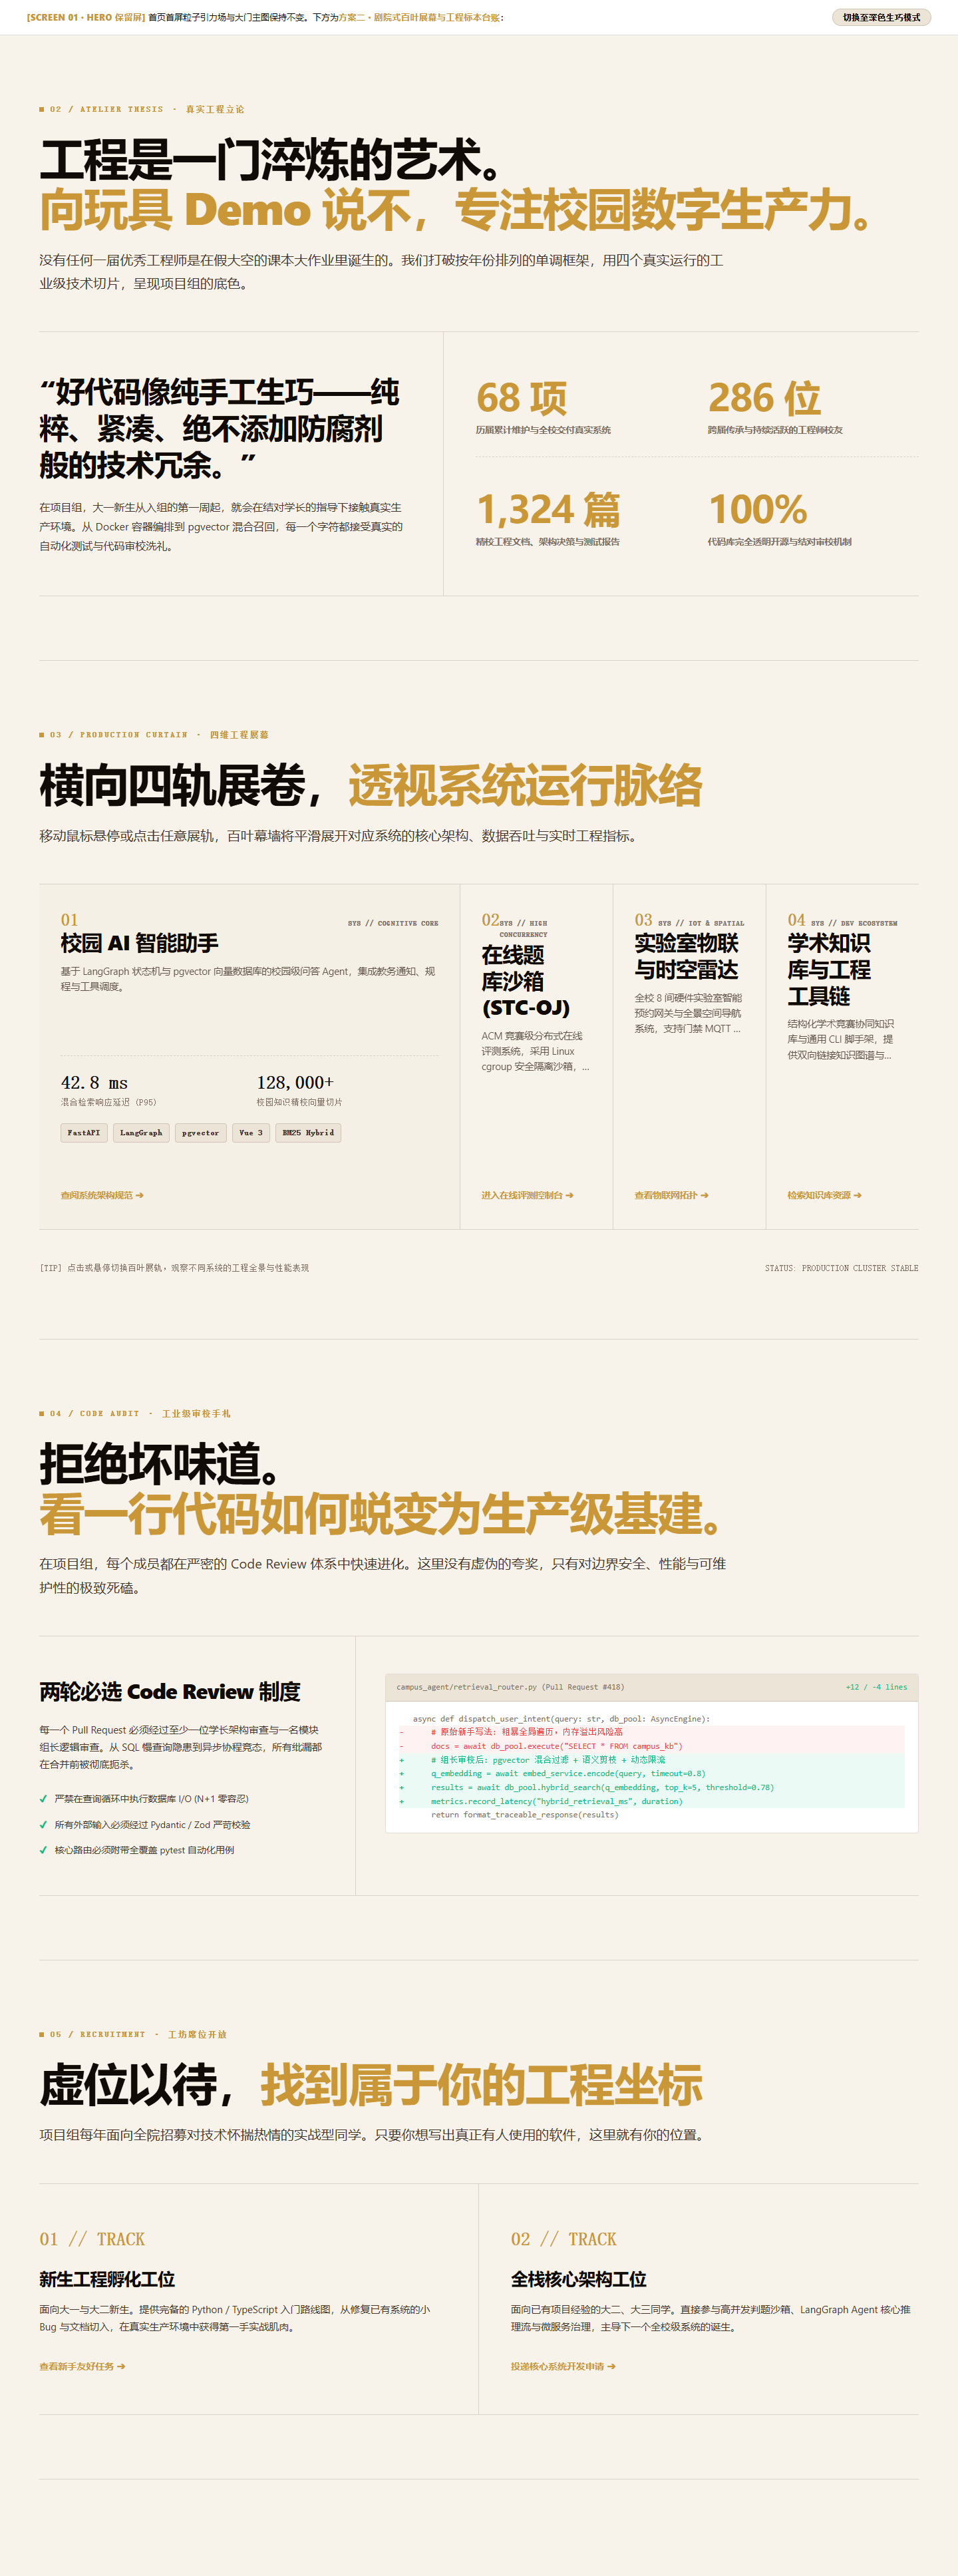 [SCREEN 01 · HERO 保留屏] 首页首屏粒子引力场与大门主图保持不变。下方为方案二 · 剧院式百叶展幕与工程标本台账：
切换至深色生巧模式
02 / ATELIER THESIS · 真实工程立论
工程是一门淬炼的艺术。
向玩具 Demo 说不，专注校园数字生产力。
没有任何一届优秀工程师是在假大空的课本大作业里诞生的。我们打破按年份排列的单调框架，用四个真实运行的工
业级技术切片，呈现项目组的底色。
“好代码像纯手工生巧——纯
粹、紧凑、绝不添加防腐剂
般的技术冗余。”
在项目组，大一新生从入组的第一周起，就会在结对学长的指导下接触真实生
产环境。从 Docker 容器编排到 pgvector 混合召回，每一个字符都接受真实的
自动化测试与代码审校洗礼。
68 项
历届累计维护与全校交付真实系统
286 位
跨届传承与持续活跃的工程师校友
1,324 篇
精校工程文档、架构决策与测试报告
100%
代码库完全透明开源与结对审校机制
03 / PRODUCTION CURTAIN · 四维工程展幕
横向四轨展卷，透视系统运行脉络
移动鼠标悬停或点击任意展轨，百叶幕墙将平滑展开对应系统的核心架构、数据吞吐与实时工程指标。
01
SYS // COGNITIVE CORE
校园 AI 智能助手
基于 LangGraph 状态机与 pgvector 向量数据库的校园级问答 Agent，集成教务通知、规
程与工具调度。
42.8 ms
混合检索响应延迟 (P95)
128,000+
校园知识精校向量切片
FastAPI
LangGraph
pgvector
Vue 3
BM25 Hybrid
查阅系统架构规范 ➔
02
SYS // HIGH
CONCURRENCY
在线题
库沙箱
(STC-OJ)
ACM 竞赛级分布式在线
评测系统，采用 Linux
cgroup 安全隔离沙箱，...
进入在线评测控制台 ➔
03
SYS // IOT & SPATIAL
实验室物联
与时空雷达
全校 8 间硬件实验室智能
预约网关与全景空间导航
系统，支持门禁 MQTT ...
查看物联网拓扑 ➔
04
SYS // DEV ECOSYSTEM
学术知识
库与工程
工具链
结构化学术竞赛协同知识
库与通用 CLI 脚手架，提
供双向链接知识图谱与...
检索知识库资源 ➔
[TIP] 点击或悬停切换百叶展轨，观察不同系统的工程全景与性能表现
STATUS: PRODUCTION CLUSTER STABLE
04 / CODE AUDIT · 工业级审校手札
拒绝坏味道。
看一行代码如何蜕变为生产级基建。
在项目组，每个成员都在严密的 Code Review 体系中快速进化。这里没有虚伪的夸奖，只有对边界安全、性能与可维
护性的极致死磕。
两轮必选 Code Review 制度
每一个 Pull Request 必须经过至少一位学长架构审查与一名模块
组长逻辑审查。从 SQL 慢查询隐患到异步协程竞态，所有纰漏都
在合并前被彻底扼杀。
✓ 严禁在查询循环中执行数据库 I/O (N+1 零容忍)
✓ 所有外部输入必须经过 Pydantic / Zod 严苛校验
✓ 核心路由必须附带全覆盖 pytest 自动化用例
campus_agent/retrieval_router.py (Pull Request #418)
+12 / -4 lines
async def dispatch_user_intent(query: str, db_pool: AsyncEngine):
- # 原始新手写法: 粗暴全局遍历，内存溢出风险高
- docs = await db_pool.execute("SELECT * FROM campus_kb")
+ # 组长审校后: pgvector 混合过滤 + 语义剪枝 + 动态限流
+ q_embedding = await embed_service.encode(query, timeout=0.8)
+ results = await db_pool.hybrid_search(q_embedding, top_k=5, threshold=0.78)
+ metrics.record_latency("hybrid_retrieval_ms", duration)
return format_traceable_response(results)
05 / RECRUITMENT · 工坊席位开放
虚位以待，找到属于你的工程坐标
项目组每年面向全院招募对技术怀揣热情的实战型同学。只要你想写出真正有人使用的软件，这里就有你的位置。
01 // TRACK
新生工程孵化工位
面向大一与大二新生。提供完备的 Python / TypeScript 入门路线图，从修复已有系统的小
Bug 与文档切入，在真实生产环境中获得第一手实战肌肉。
查看新手友好任务 ➔
02 // TRACK
全栈核心架构工位
面向已有项目经验的大二、大三同学。直接参与高并发判题沙箱、LangGraph Agent 核心推
理流与微服务治理，主导下一个全校级系统的诞生。
投递核心系统开发申请 ➔